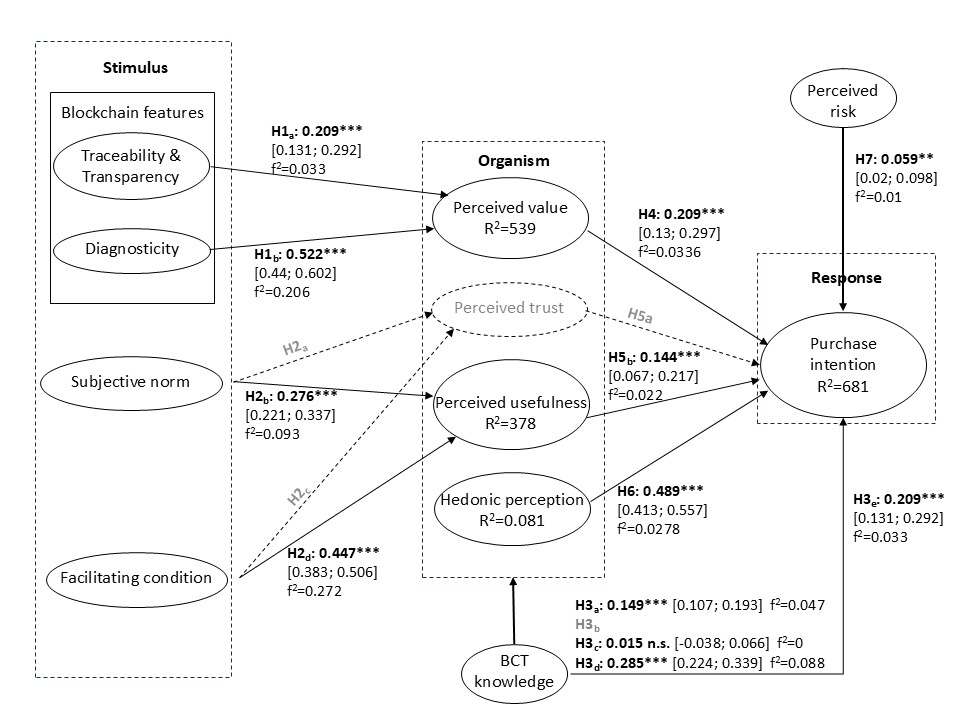 Stimulus
Blockchain features
Traceability &
Transparency
Diagnosticity
Subjective norm
Facilitating condition
H1a: 0.209***
[0.131; 0.292]
f²=0.033
H1b: 0.522***
[0.44; 0.602]
f²=0.206
H2a
H2b: 0.276***
[0.221; 0.337]
f²=0.093
H2c
H2d: 0.447***
[0.383; 0.506]
f²=0.272
Organism
Perceived value
R²=539
Perceived trust
Perceived usefulness
R²=378
Hedonic perception
R²=0.081
H4: 0.209***
[0.13; 0.297]
f²=0.0336
H5a
H5b: 0.144***
[0.067; 0.217]
f²=0.022
H6: 0.489***
[0.413; 0.557]
f²=0.0278
Perceived
risk
H7: 0.059**
[0.02; 0.098]
f²=0.01
Response
Purchase
intention
R²=681
H3e: 0.209***
[0.131; 0.292]
f²=0.033
H3a: 0.149*** [0.107; 0.193] f²=0.047
H3b
H3c: 0.015 n.s. [-0.038; 0.066] f²=0
H3d: 0.285*** [0.224; 0.339] f²=0.088
BCT
knowledge